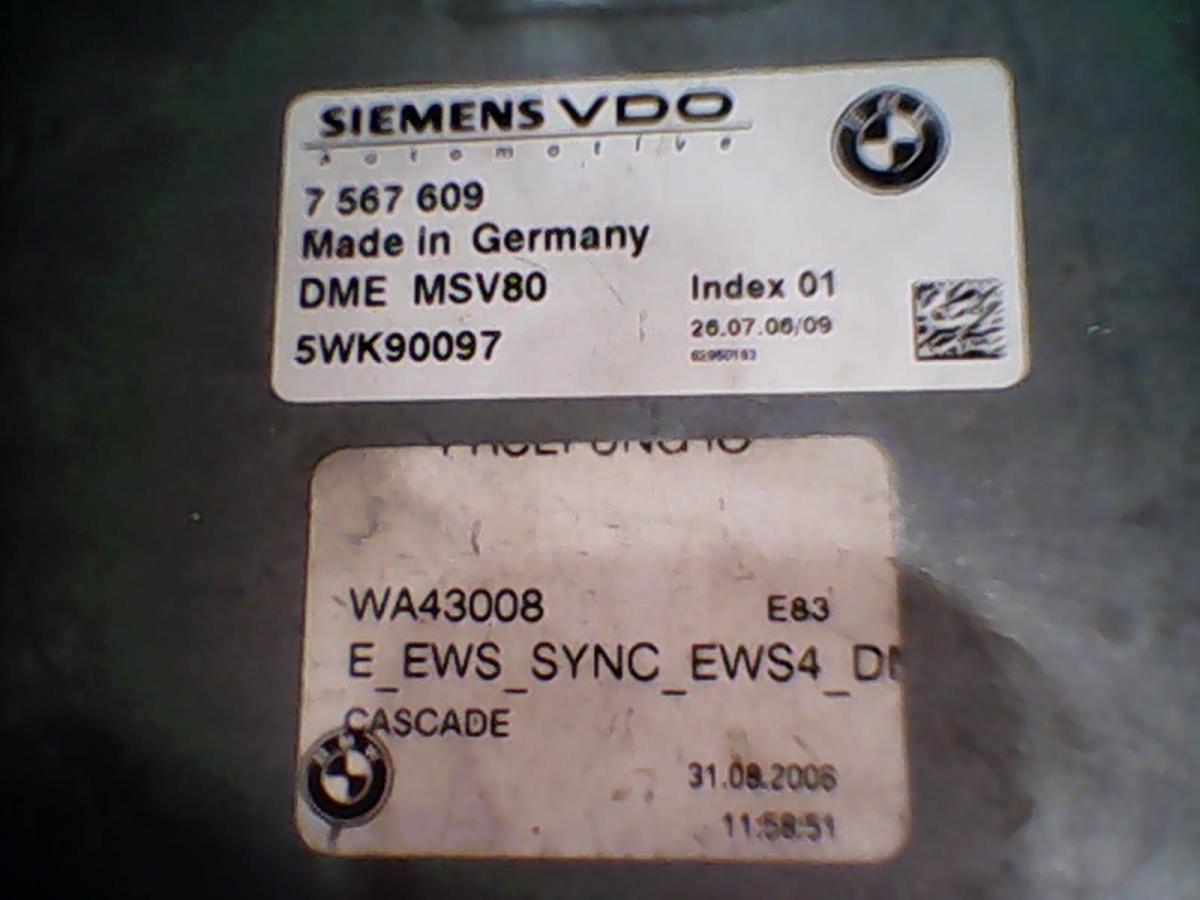 SIEMENS VDO
automotive
7 567 609
Made in Germany
DME MSV80
Index 01
26.07.06/09
5WK90097
WA43008
E83
E_EWS_SYNC_EWS4_D
CASCADE
31.08.2006
11:58:51